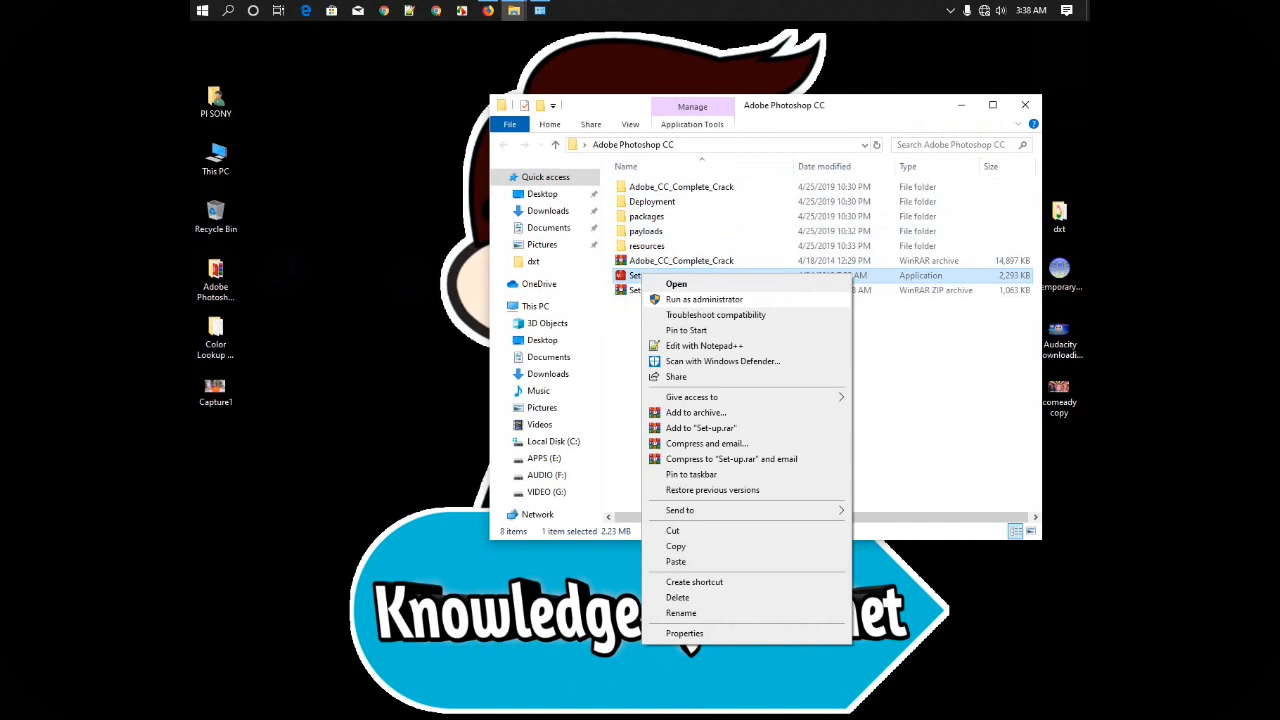 3:38 AM
PI SONY
This PC
Recycle Bin
Adobe
Photosh...
Color
Lookup ...
Capture1
Manage
Adobe Photoshop CC
File
Home
Share
View
Application Tools
Adobe Photoshop CC
Search Adobe Photoshop CC
Name
Date modified
Type
Size
Quick access
Desktop
Downloads
Documents
Pictures
dxt
OneDrive
This PC
3D Objects
Desktop
Documents
Downloads
Music
Pictures
Videos
Local Disk (C:)
APPS (E:)
AUDIO (F:)
VIDEO (G:)
Network
Adobe_CC_Complete_Crack 4/25/2019 10:30 PM File folder
Deployment 4/25/2019 10:30 PM File folder
packages 4/25/2019 10:30 PM File folder
payloads 4/25/2019 10:32 PM File folder
resources 4/25/2019 10:33 PM File folder
Adobe_CC_Complete_Crack 4/18/2014 12:29 PM WinRAR archive 14,897 KB
Set AM Application 2,293 KB
Set AM WinRAR ZIP archive 1,063 KB
Open
Run as administrator
Troubleshoot compatibility
Pin to Start
Edit with Notepad++
Scan with Windows Defender...
Share
Give access to
Add to archive...
Add to "Set-up.rar"
Compress and email...
Compress to "Set-up.rar" and email
Pin to taskbar
Restore previous versions
Send to
Cut
Copy
Paste
Create shortcut
Delete
Rename
Properties
8 items 1 item selected 2.23 MB
dxt
emporary...
Audacity
Downloadi...
comeady
copy
Knowledge
net